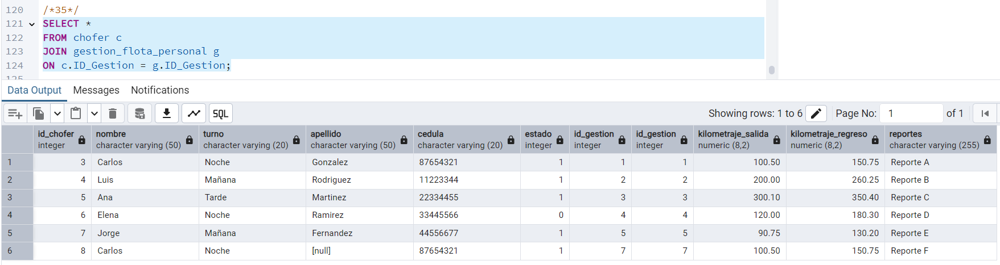 120 /*35*/
121 SELECT *
122 FROM chofer c
123 JOIN gestion_flota_personal g
124 ON c.ID_Gestion = g.ID_Gestion;
125
Data Output Messages Notifications
SQL Showing rows: 1 to 6 Page No: 1 of 1
id_chofer nombre turno apellido cedula estado id_gestion id_gestion kilometraje_salida kilometraje_regreso reportes
integer character varying (50) character varying (20) character varying (50) character varying (20) integer integer integer numeric (8,2) numeric (8,2) character varying (255)
1 3 Carlos Noche Gonzalez 87654321 1 1 1 100.50 150.75 Reporte A
2 4 Luis Mañana Rodriguez 11223344 1 2 2 200.00 260.25 Reporte B
3 5 Ana Tarde Martinez 22334455 1 3 3 300.10 350.40 Reporte C
4 6 Elena Noche Ramirez 33445566 0 4 4 120.00 180.30 Reporte D
5 7 Jorge Mañana Fernandez 44556677 1 5 5 90.75 130.20 Reporte E
6 8 Carlos Noche [null] 87654321 1 7 7 100.50 150.75 Reporte F